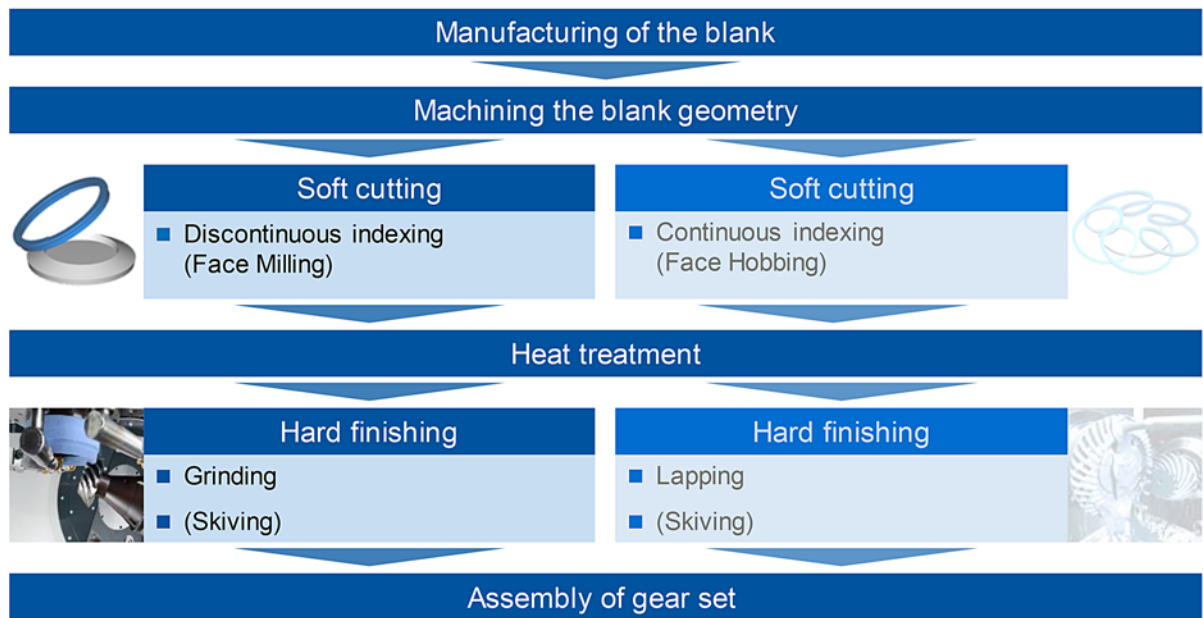 Manufacturing of the blank
Machining the blank geometry
Soft cutting
Discontinuous indexing
(Face Milling)
Soft cutting
Continuous indexing
(Face Hobbing)
Heat treatment
Hard finishing
Grinding
(Skiving)
Hard finishing
Lapping
(Skiving)
Assembly of gear set